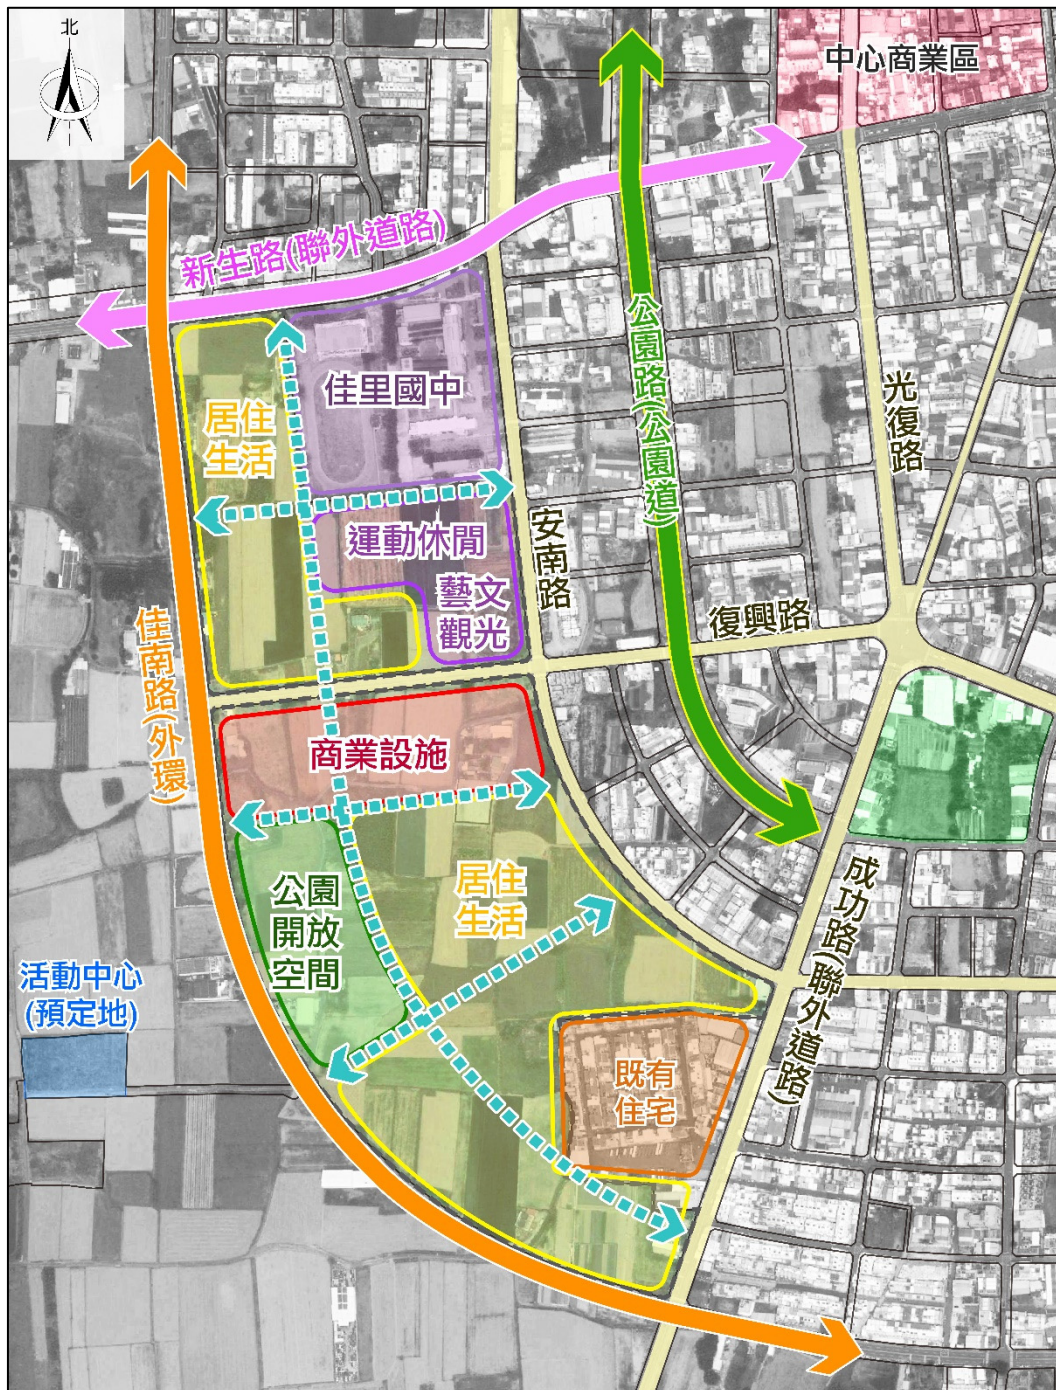 北
中心商業區
新生路(聯外道路)
公園路(公園道)
佳里國中
居住
生活
光復路
運動休閒
安南路
藝文
觀光
復興路
佳南路(外環)
商業設施
居住
生活
公園
開放
空間
成功路(聯外道路)
活動中心
(預定地)
既有
住宅